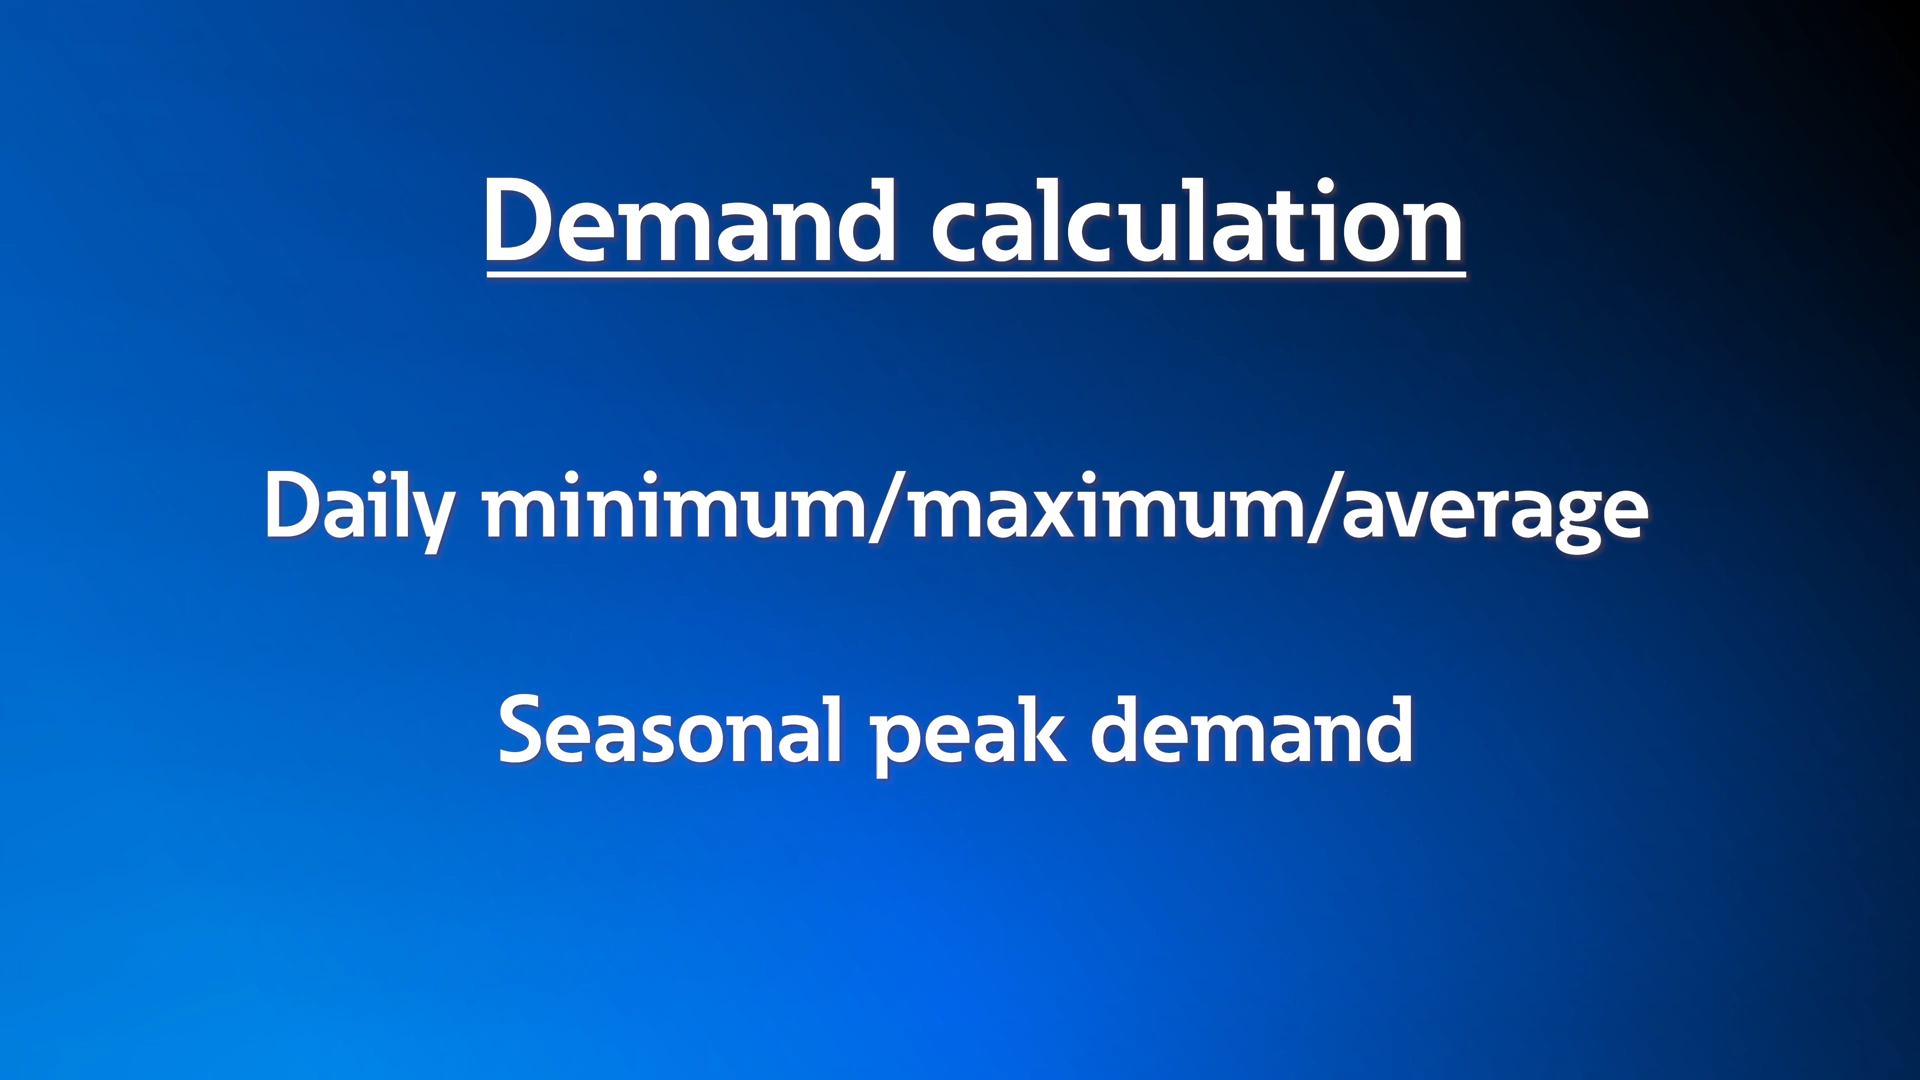 Demand calculation
Daily minimum/maximum/average
Seasonal peak demand